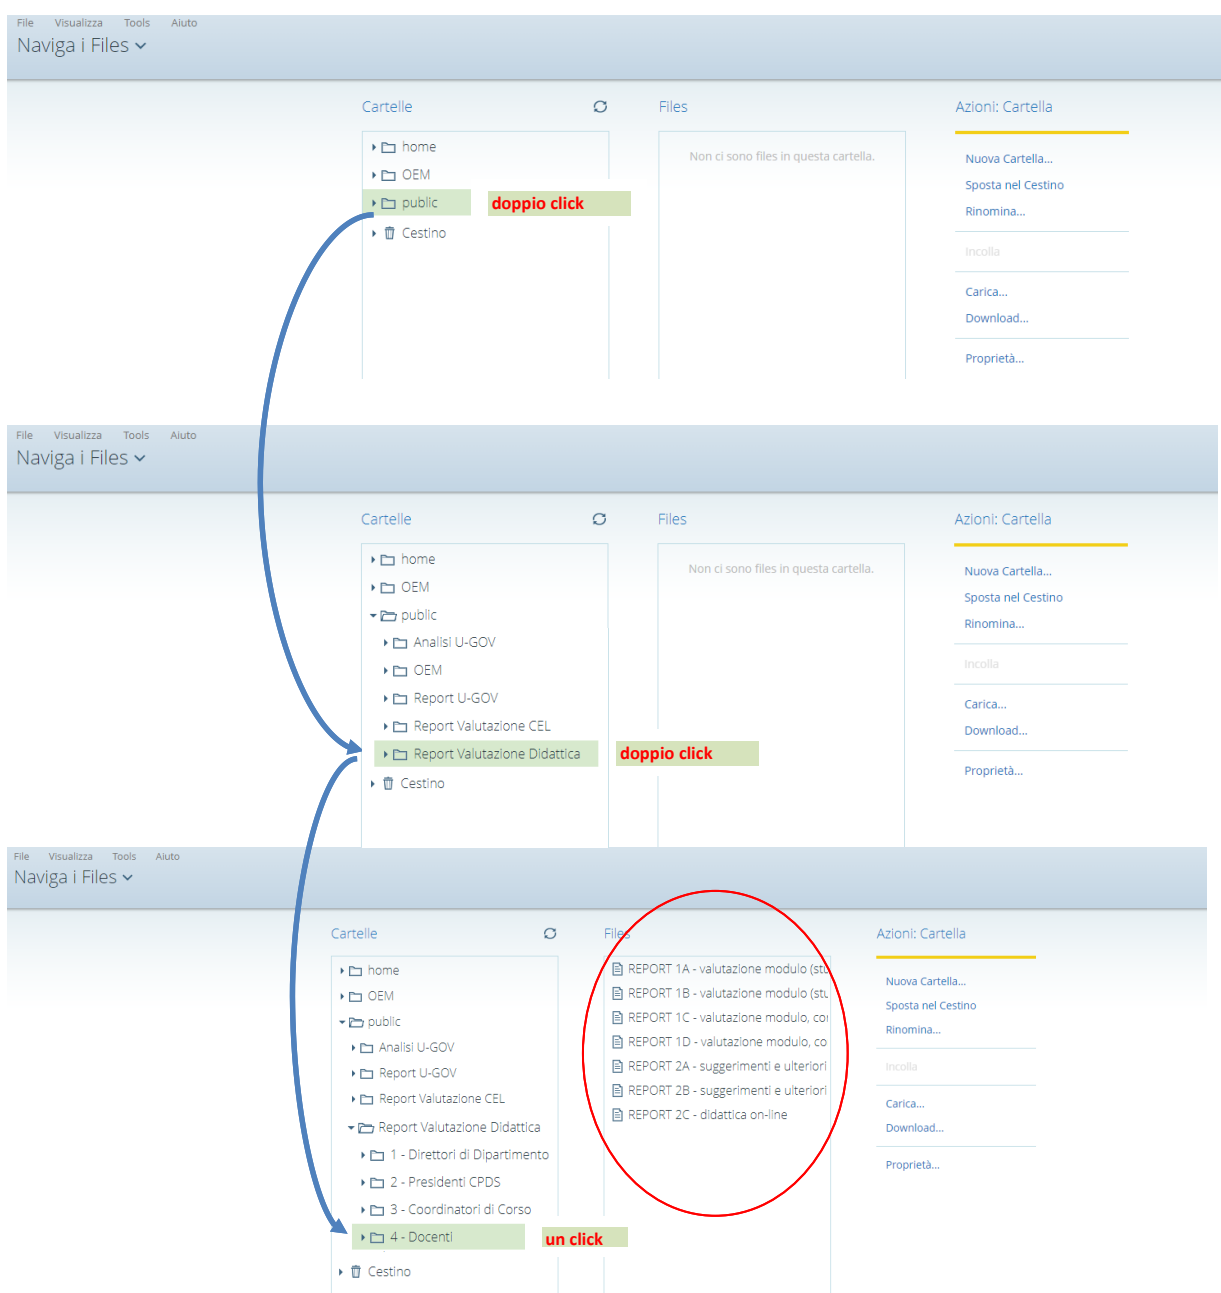 File Visualizza Tools Aiuto
Naviga i Files
Cartelle
home
OEM
public
doppio click
Cestino
Files
Non ci sono files in questa cartella.
Azioni: Cartella
Nuova Cartella...
Sposta nel Cestino
Rinomina...
Incolla
Carica...
Download...
Proprietà...
File Visualizza Tools Aiuto
Naviga i Files
Cartelle
home
OEM
public
Analisi U-GOV
OEM
Report U-GOV
Report Valutazione CEL
Report Valutazione Didattica
doppio click
Cestino
Files
Non ci sono files in questa cartella.
Azioni: Cartella
Nuova Cartella...
Sposta nel Cestino
Rinomina...
Incolla
Carica...
Download...
Proprietà...
File Visualizza Tools Aiuto
Naviga i Files
Cartelle
home
OEM
public
Analisi U-GOV
Report U-GOV
Report Valutazione CEL
Report Valutazione Didattica
1 - Direttori di Dipartimento
2 - Presidenti CPDS
3 - Coordinatori di Corso
4 - Docenti
un click
Cestino
Files
REPORT 1A - valutazione modulo (stu
REPORT 1B - valutazione modulo (stu
REPORT 1C - valutazione modulo, co
REPORT 1D - valutazione modulo, co
REPORT 2A - suggerimenti e ulteriori
REPORT 2B - suggerimenti e ulteriori
REPORT 2C - didattica on-line
Azioni: Cartella
Nuova Cartella...
Sposta nel Cestino
Rinomina...
Incolla
Carica...
Download...
Proprietà...